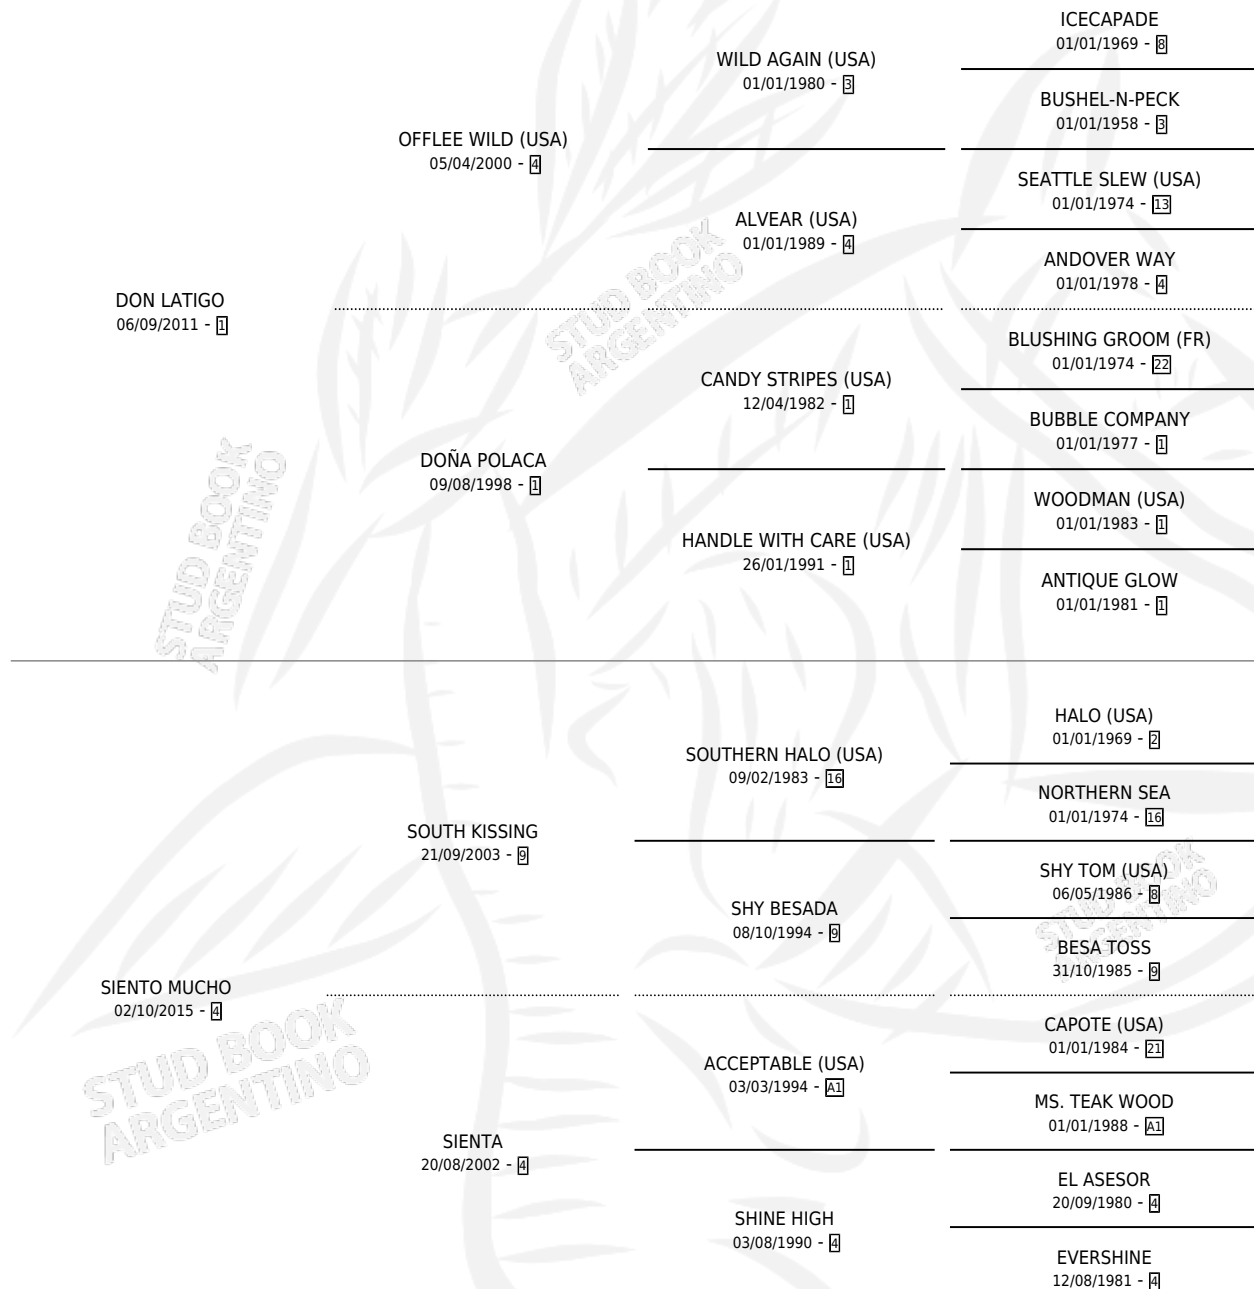 ICECAPADE
01/01/1969 - 8
WILD AGAIN (USA)
01/01/1980 - 3
BUSHEL-N-PECK
01/01/1958 - 3
OFFLEE WILD (USA)
05/04/2000 - 4
SEATTLE SLEW (USA)
01/01/1974 - 13
ALVEAR (USA)
01/01/1989 - 4
ANDOVER WAY
01/01/1978 - 4
DON LATIGO
06/09/2011 - 1
BLUSHING GROOM (FR)
01/01/1974 - 22
CANDY STRIPES (USA)
12/04/1982 - 1
BUBBLE COMPANY
01/01/1977 - 1
DOÑA POLACA
09/08/1998 - 1
WOODMAN (USA)
01/01/1983 - 1
HANDLE WITH CARE (USA)
26/01/1991 - 1
ANTIQUE GLOW
01/01/1981 - 1
HALO (USA)
01/01/1969 - 2
SOUTHERN HALO (USA)
09/02/1983 - 16
NORTHERN SEA
01/01/1974 - 16
SOUTH KISSING
21/09/2003 - 9
SHY TOM (USA)
06/05/1986 - 8
SHY BESADA
08/10/1994 - 9
BESA TOSS
31/10/1985 - 9
SIENTO MUCHO
02/10/2015 - 4
CAPOTE (USA)
01/01/1984 - 21
ACCEPTABLE (USA)
03/03/1994 - A1
MS. TEAK WOOD
01/01/1988 - A1
SIENTA
20/08/2002 - 4
EL ASESOR
20/09/1980 - 4
SHINE HIGH
03/08/1990 - 4
EVERSHINE
12/08/1981 - 4
STUD BOOK
ARGENTINO
STUD BOOK
ARGENTINO
STUD BOOK
ARGENTINO
STUD BOOK
ARGENTINO